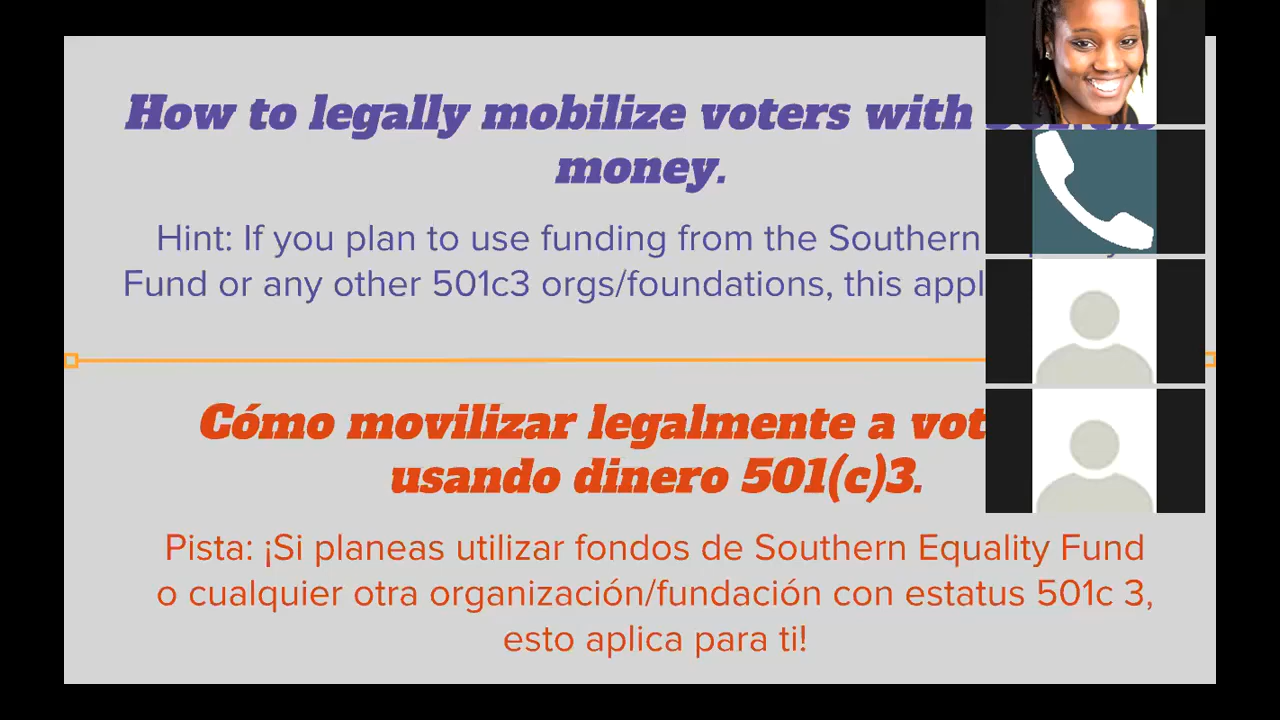 How to legally mobilize voters with
money.
Hint: If you plan to use funding from the Southern
Fund or any other 501c3 orgs/foundations, this appl
Cómo movilizar legalmente a vot
usando dinero 501(c)3.
Pista: ¡Si planeas utilizar fondos de Southern Equality Fund
o cualquier otra organización/fundación con estatus 501c 3,
esto aplica para ti!